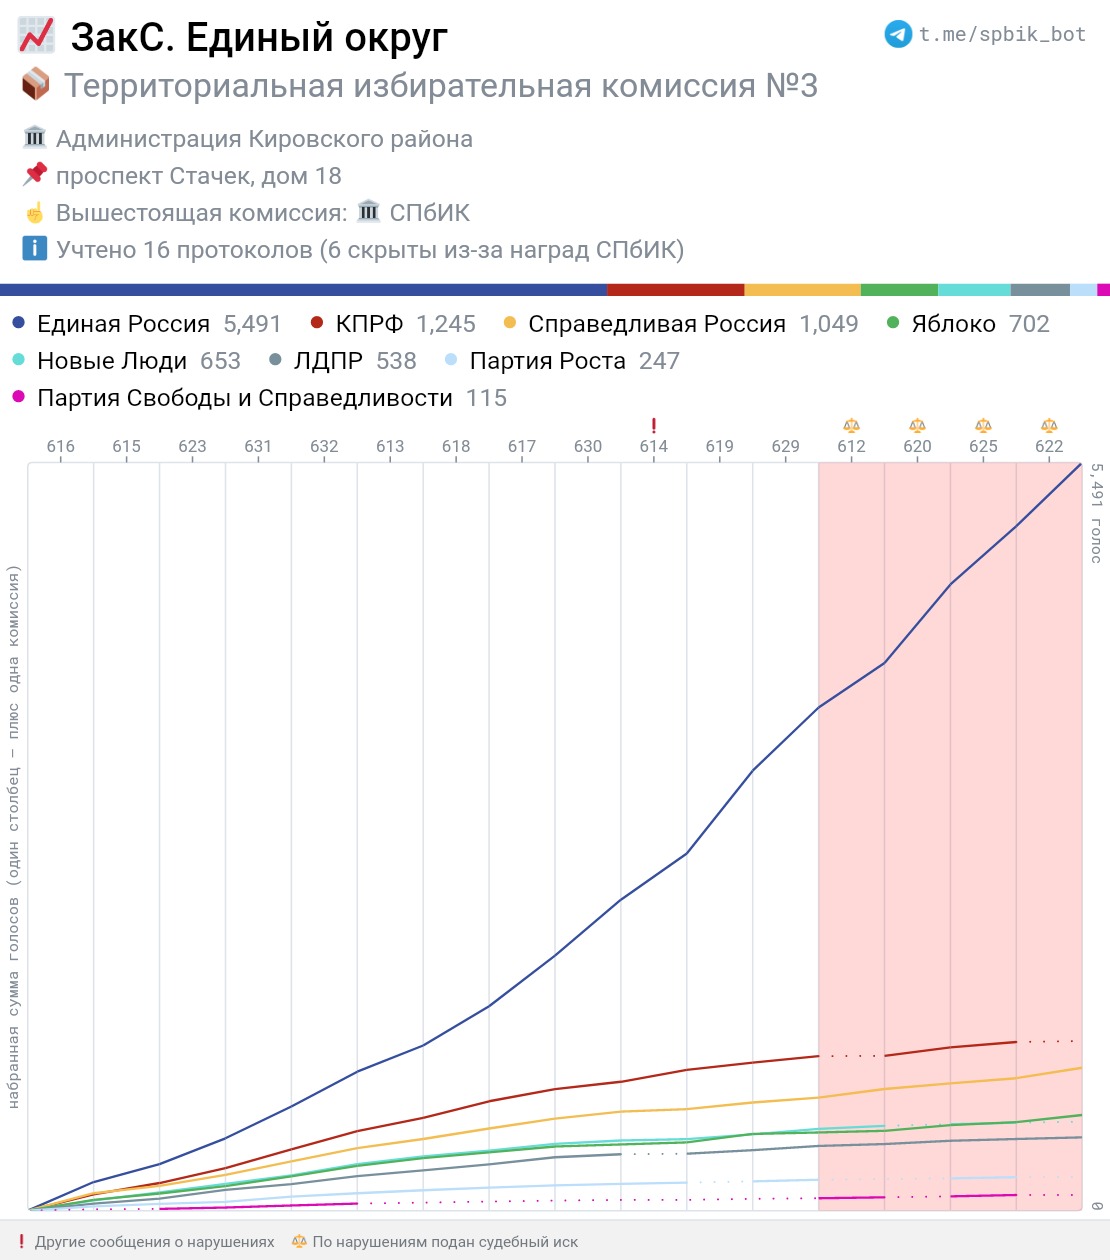 ЗакС. Единый округ
t.me/spbik_bot
Территориальная избирательная комиссия №3
Администрация Кировского района
проспект Стачек, дом 18
Вышестоящая комиссия: СПбИК
Учтено 16 протоколов (6 скрыты из-за наград СПбИК)
Единая Россия 5,491 КПРФ 1,245 Справедливая Россия 1,049 Яблоко 702
Новые Люди 653 ЛДПР 538 Партия Роста 247
Партия Свободы и Справедливости 115
616 615 623 631 632 613 618 617 630 614 619 629 612 620 625 622
5,491 голос
набранная сумма голосов (один столбец — плюс одна комиссия)
0
Другие сообщения о нарушениях По нарушениям подан судебный иск